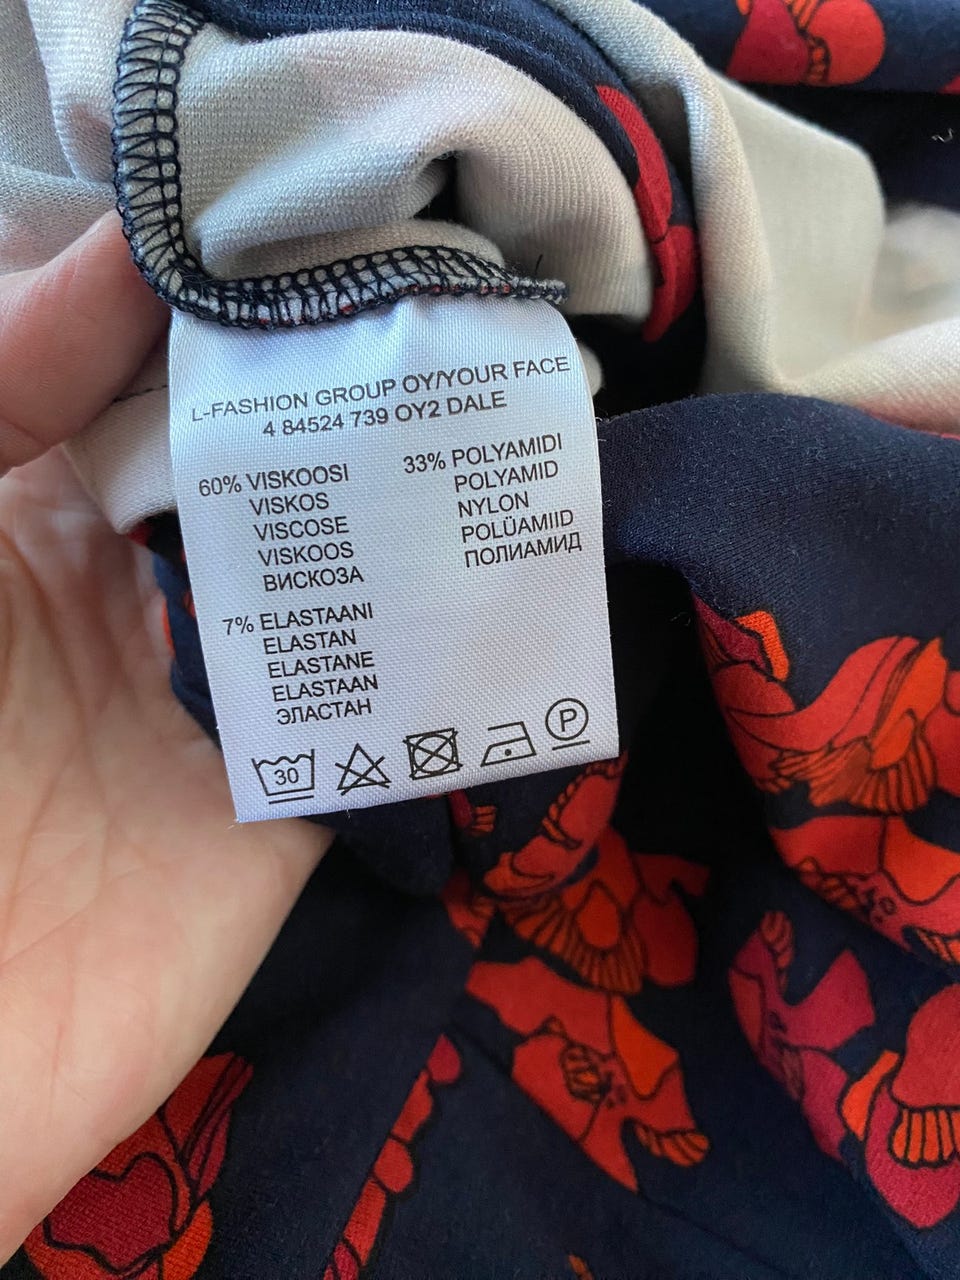 L-FASHION GROUP OY/YOUR FACE
4 84524 739 OY2 DALE
60% VISKOOSI
VISKOS
VISCOSE
VISKOOS
ВИСКОЗА
33% POLYAMIDI
POLYAMID
NYLON
POLÜAMIID
ПОЛИАМИД
7% ELASTAANI
ELASTAN
ELASTANE
ELASTAAN
ЭЛАСТАН
30
P